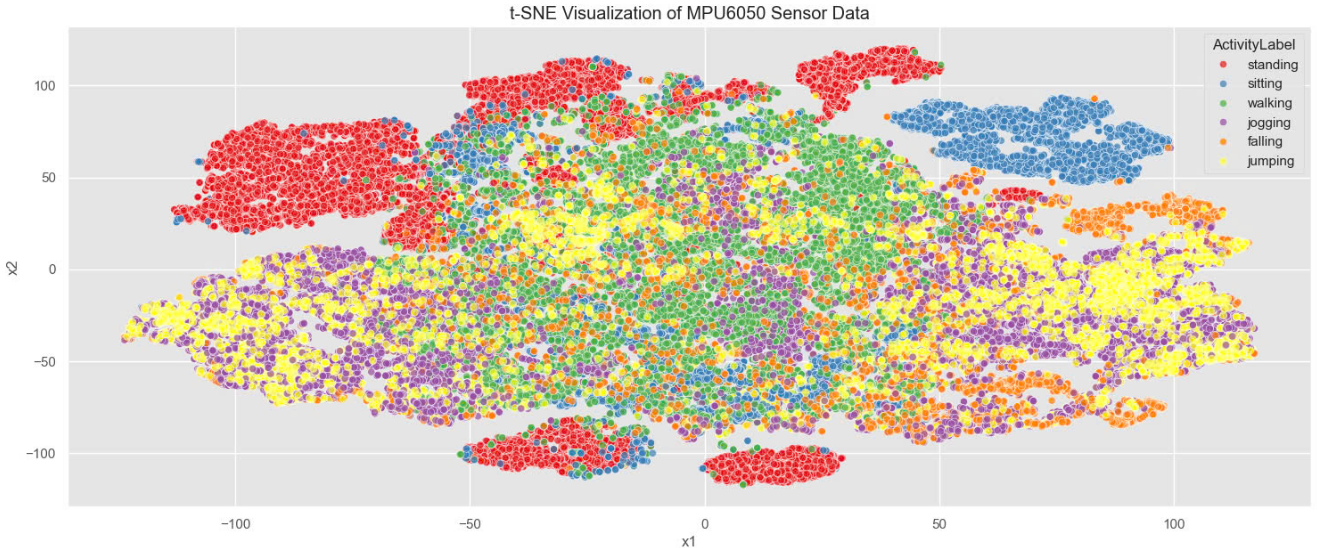 t-SNE Visualization of MPU6050 Sensor Data
ActivityLabel
standing
sitting
walking
jogging
falling
jumping
100
50
0
−50
−100
x2
−100
−50
0
50
100
x1